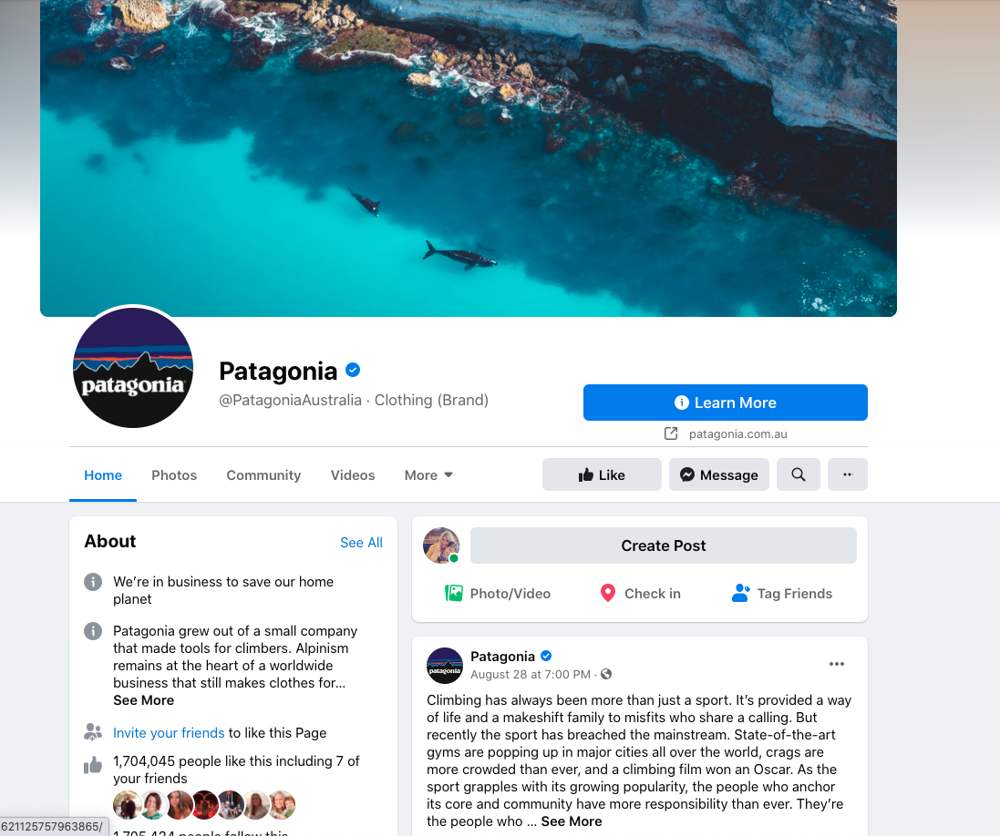 patagonia
Patagonia
@PatagoniaAustralia · Clothing (Brand)
Learn More
patagonia.com.au
Home
Photos
Community
Videos
More
Like
Message
About
See All
We're in business to save our home
planet
Patagonia grew out of a small company
that made tools for climbers. Alpinism
remains at the heart of a worldwide
business that still makes clothes for...
See More
Invite your friends to like this Page
1,704,045 people like this including 7 of
your friends
1,705,434 people follow this
621125757963865/
Create Post
Photo/Video
Check in
Tag Friends
patagonia
Patagonia
August 28 at 7:00 PM ·
Climbing has always been more than just a sport. It's provided a way
of life and a makeshift family to misfits who share a calling. But
recently the sport has breached the mainstream. State-of-the-art
gyms are popping up in major cities all over the world, crags are
more crowded than ever, and a climbing film won an Oscar. As the
sport grapples with its growing popularity, the people who anchor
its core and community have more responsibility than ever. They're
the people who ... See More